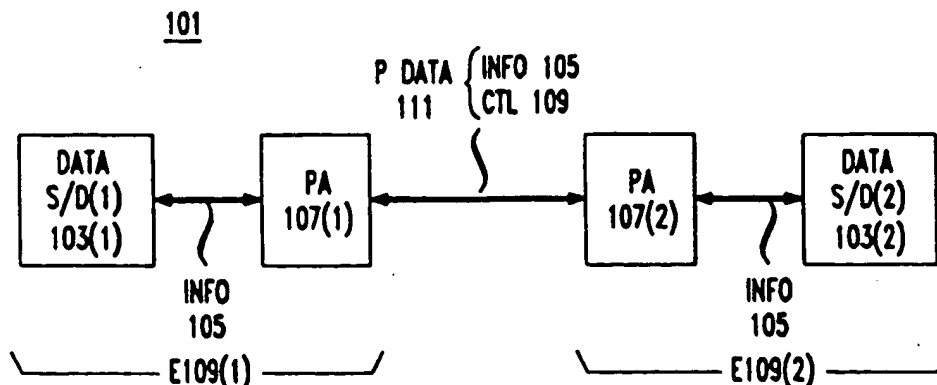 101
P DATA
111
INFO 105
CTL 109
DATA
S/D(1)
103(1)
PA
107(1)
PA
107(2)
DATA
S/D(2)
103(2)
INFO
105
INFO
105
E109(1)
E109(2)